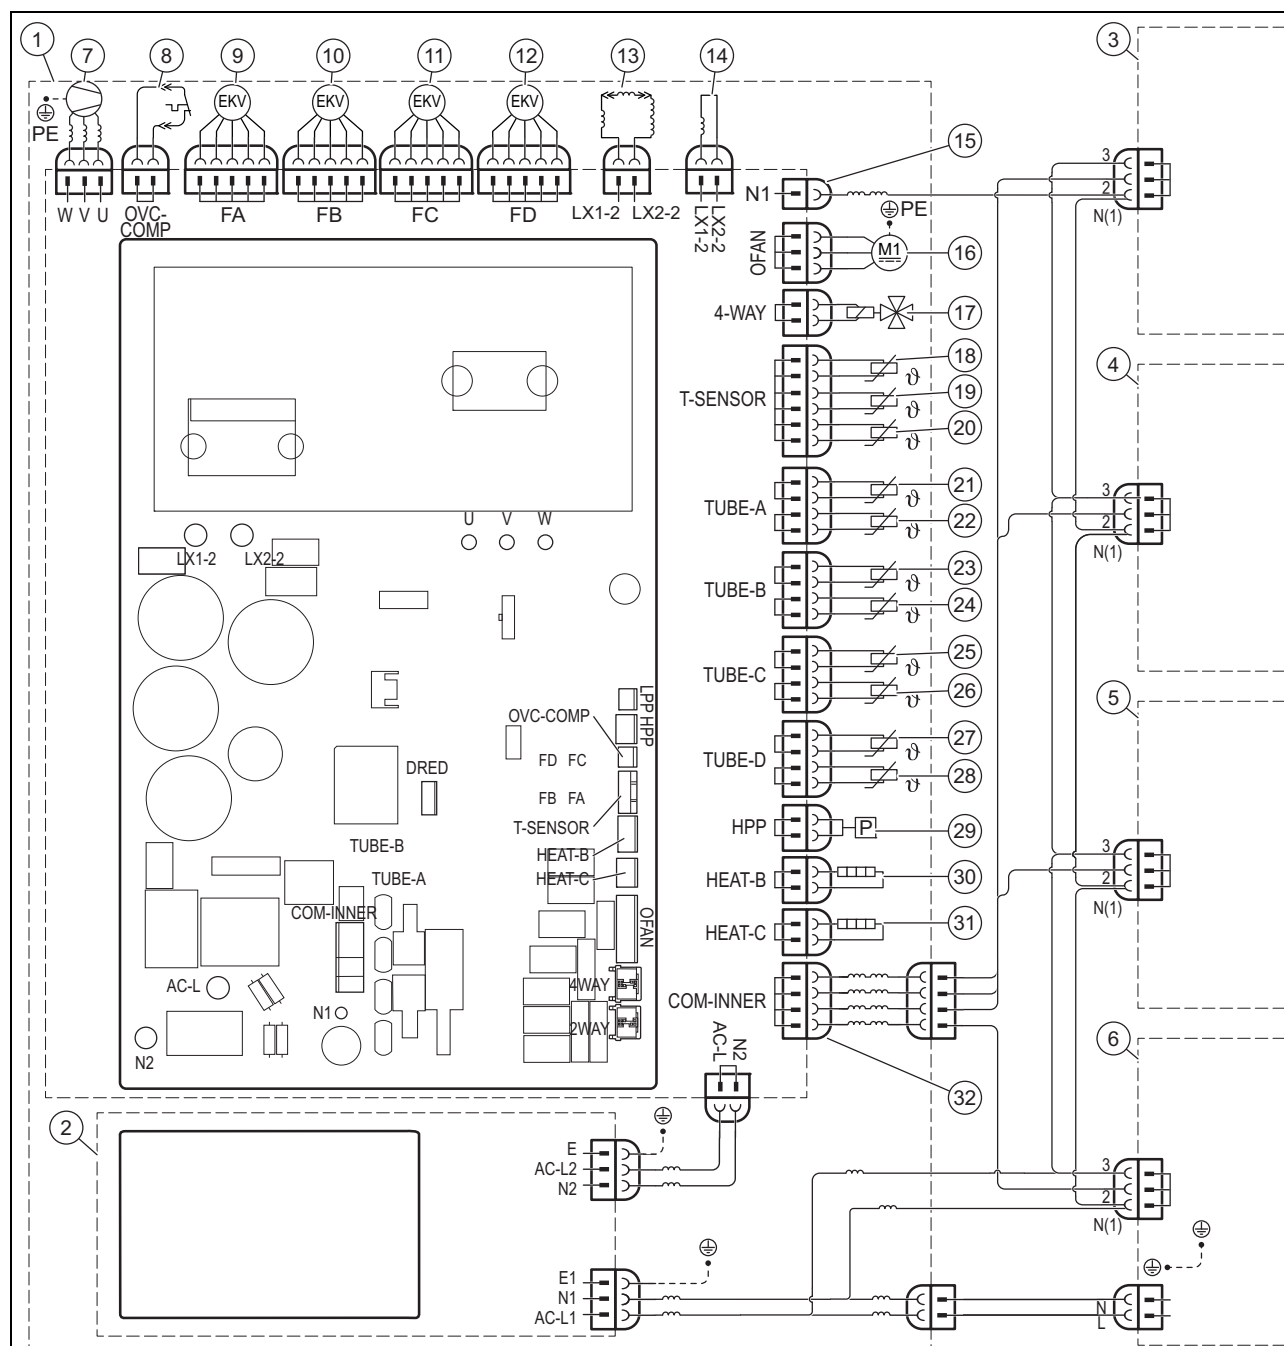 1 7 8 9 10 11 12 13 14 3
EKV EKV EKV EKV
PE
15
3
2
N(1)
N1
PE
W V U OVC-COMP FA FB FC FD LX1-2 LX2-2 LX1-2 LX2-2
OFAN M1 16
4-WAY 17
18
ϑ
T-SENSOR 19
ϑ
20
ϑ
4
TUBE-A 21
ϑ
22
ϑ
3
2
N(1)
U V W
LX1-2 LX2-2
TUBE-B 23
ϑ
24
ϑ
TUBE-C 25
ϑ
26
ϑ
5
LPP HPP
OVC-COMP
FD FC
DRED
FB FA
T-SENSOR
TUBE-D 27
ϑ
28
ϑ
HPP P 29
TUBE-B
HEAT-B
TUBE-A
HEAT-C
HEAT-B 30
3
2
N(1)
COM-INNER
OFAN
HEAT-C 31
AC-L
4WAY
COM-INNER
N1
2WAY
N2
AC-L N2
6
32
2
E
AC-L2
N2
3
2
N(1)
E1
N1
AC-L1
N
L